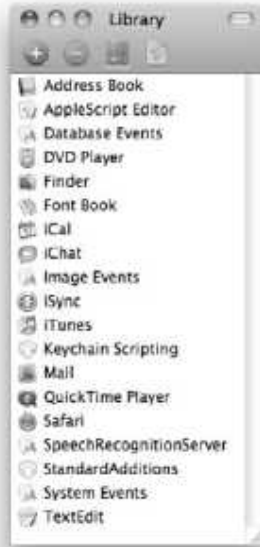 Library
Address Book
AppleScript Editor
Database Events
DVD Player
Finder
Font Book
iCal
iChat
Image Events
iSync
iTunes
Keychain Scripting
Mail
QuickTime Player
Safari
SpeechRecognitionServer
StandardAdditions
System Events
TextEdit